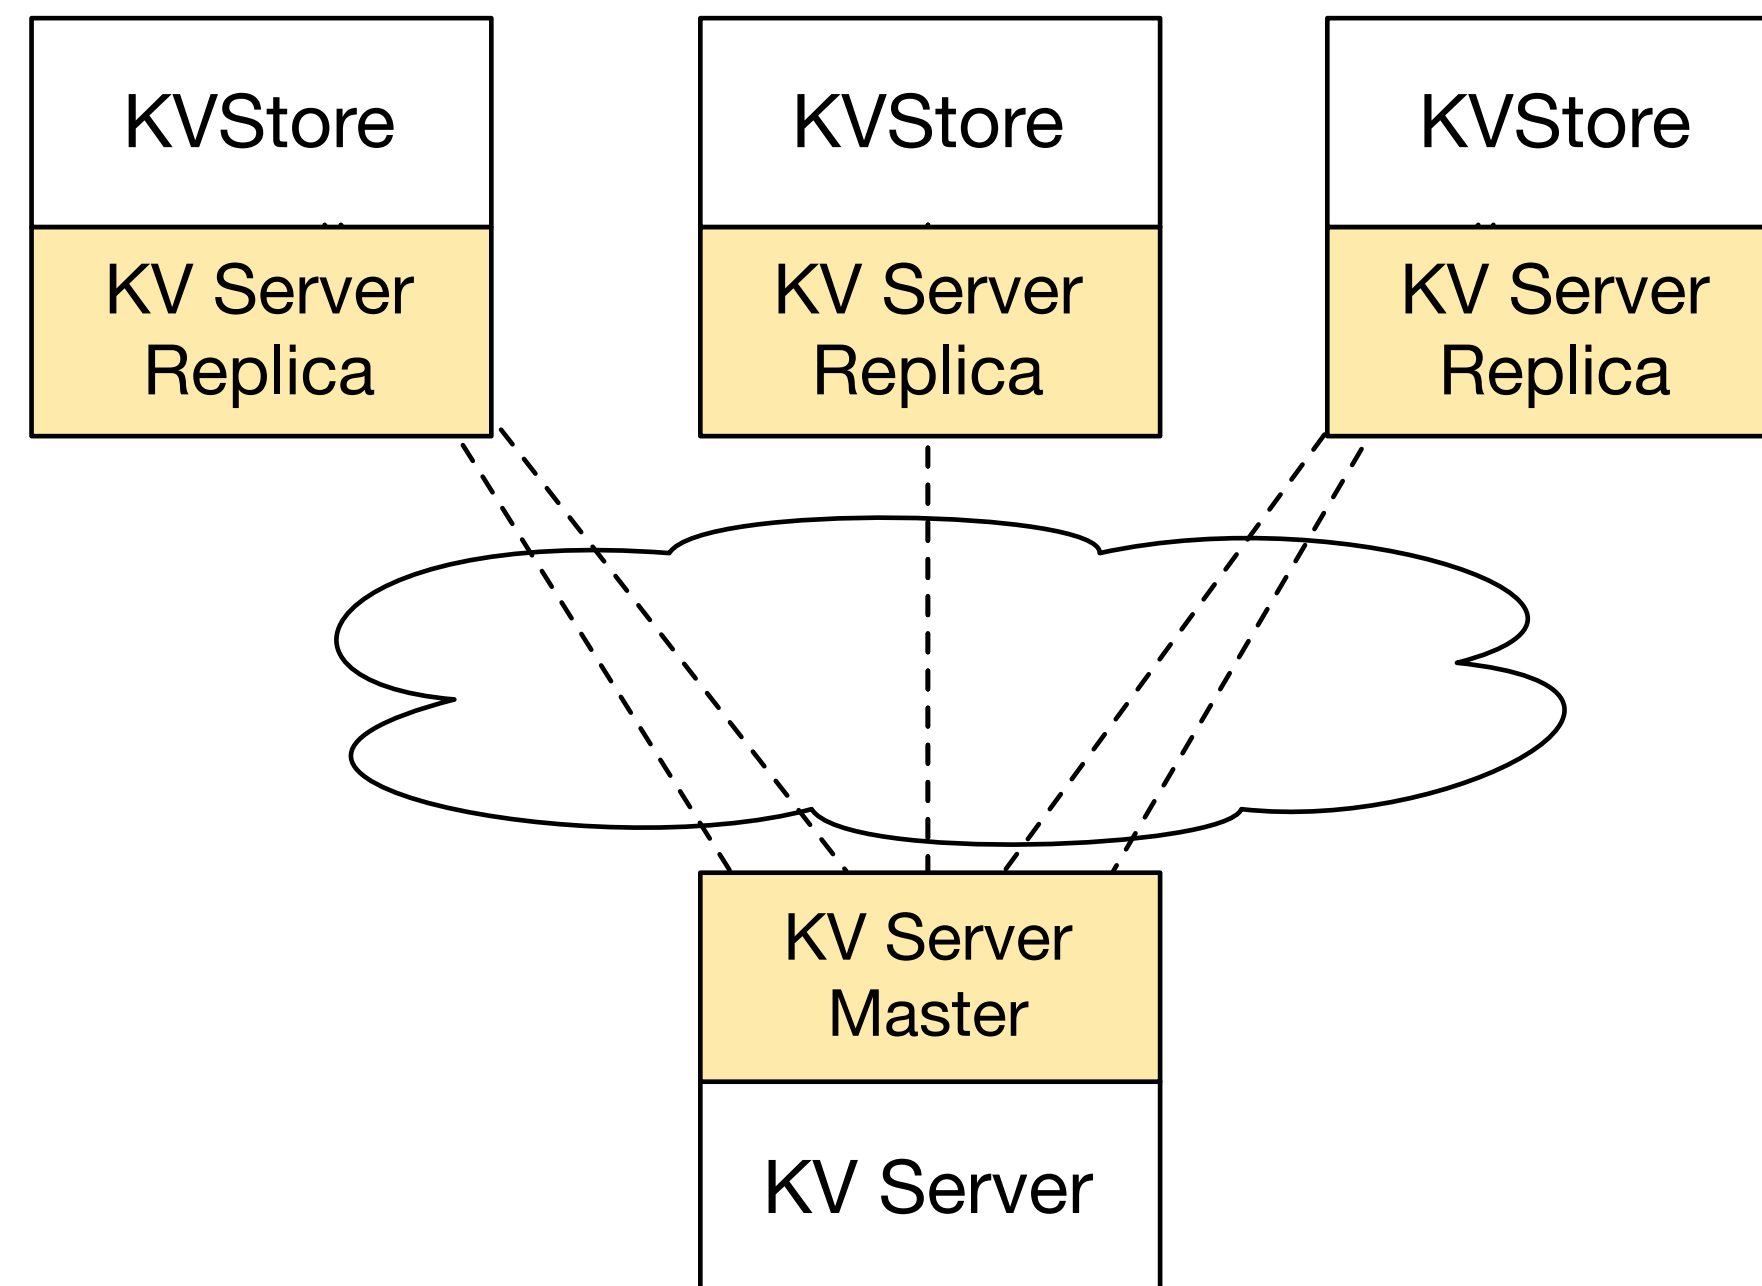 KVStore
KVStore
KVStore
KV Server
Replica
KV Server
Replica
KV Server
Replica
KV Server
Master
KV Server